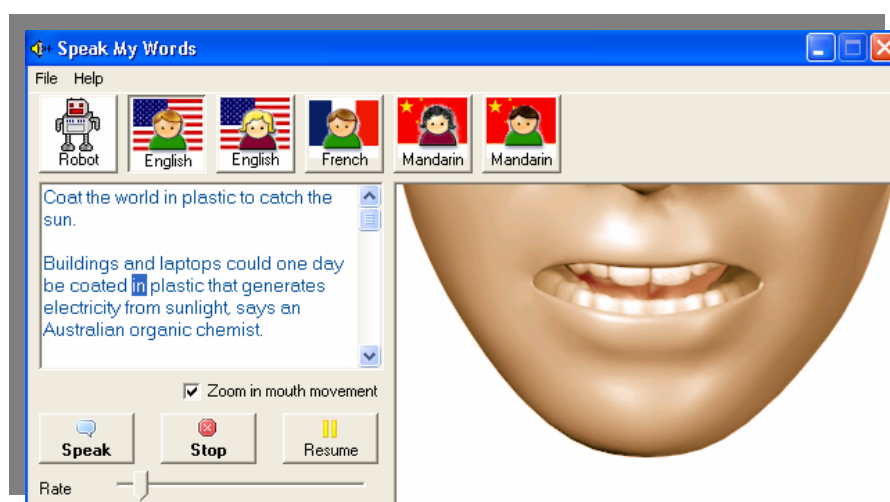 Speak My Words
File Help
Robot English English French Mandarin Mandarin
Coat the world in plastic to catch the
sun.
Buildings and laptops could one day
be coated in plastic that generates
electricity from sunlight, says an
Australian organic chemist.
Zoom in mouth movement
Speak Stop Resume
Rate